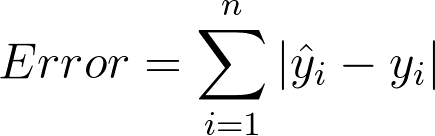 Error = \sum_{i=1}^{n} |\hat{y}_i - y_i|